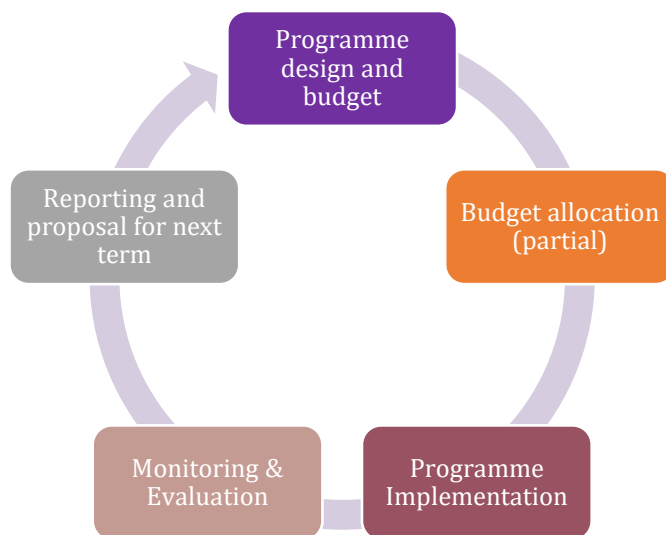 Programme
design and
budget
Budget allocation
(partial)
Programme
Implementation
Monitoring &
Evaluation
Reporting and
proposal for next
term